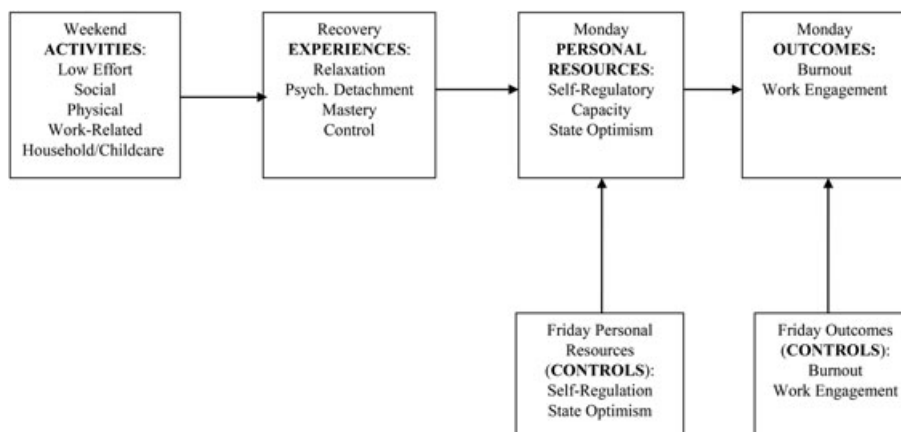 Weekend
ACTIVITIES:
Low Effort
Social
Physical
Work-Related
Household/Childcare
Recovery
EXPERIENCES:
Relaxation
Psych. Detachment
Mastery
Control
Monday
PERSONAL
RESOURCES:
Self-Regulatory
Capacity
State Optimism
Monday
OUTCOMES:
Burnout
Work Engagement
Friday Personal
Resources
(CONTROLS):
Self-Regulation
State Optimism
Friday Outcomes
(CONTROLS):
Burnout
Work Engagement